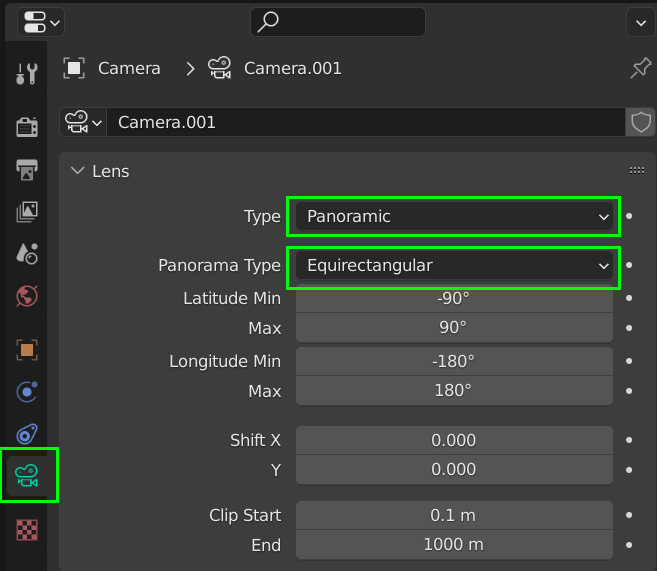 Camera Camera.001
Camera.001
Lens
Type Panoramic
Panorama Type Equirectangular
Latitude Min -90°
Max 90°
Longitude Min -180°
Max 180°
Shift X 0.000
Y 0.000
Clip Start 0.1 m
End 1000 m